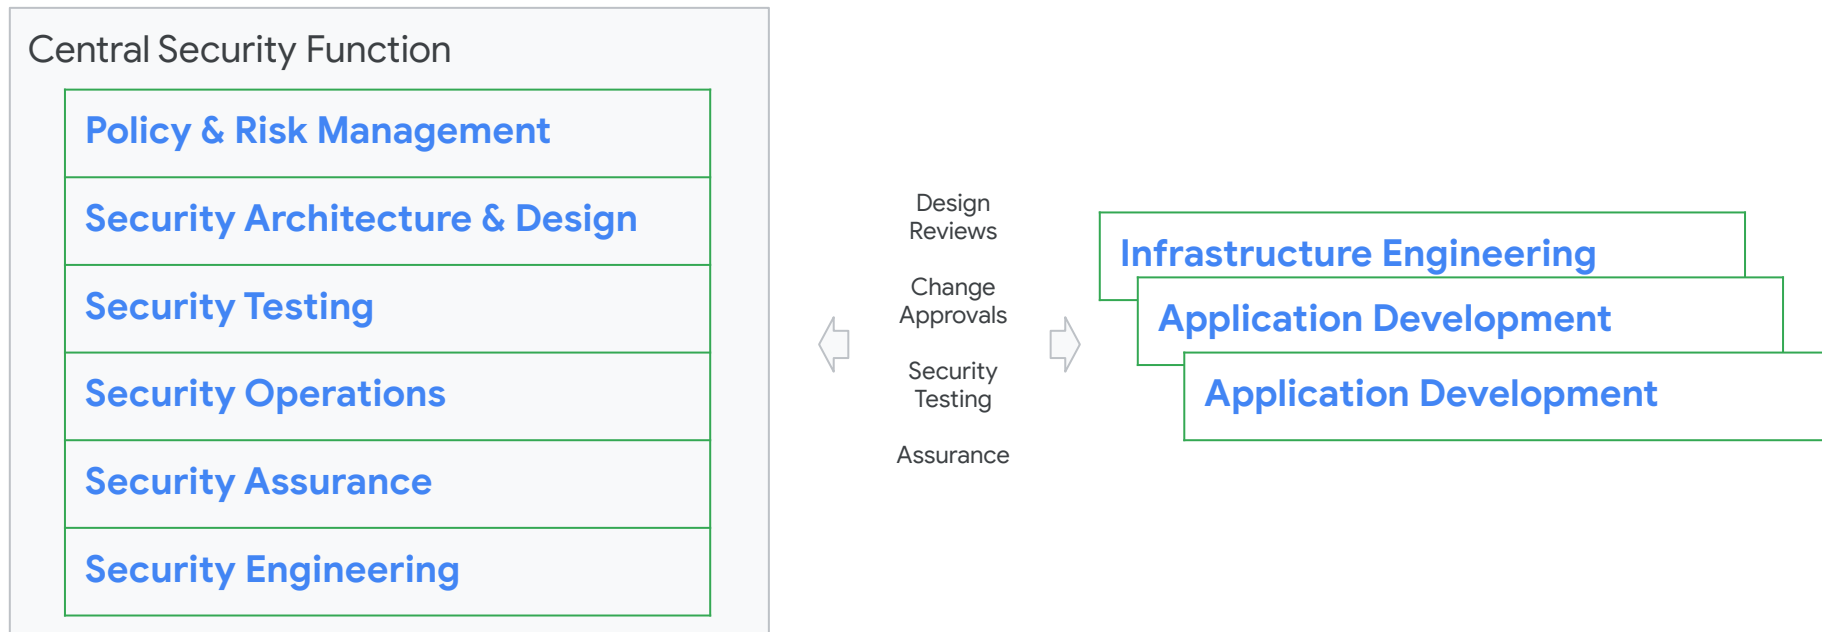 Central Security Function
Policy & Risk Management
Security Architecture & Design
Security Testing
Security Operations
Security Assurance
Security Engineering
Design
Reviews
Change
Approvals
Security
Testing
Assurance
Infrastructure Engineering
Application Development
Application Development